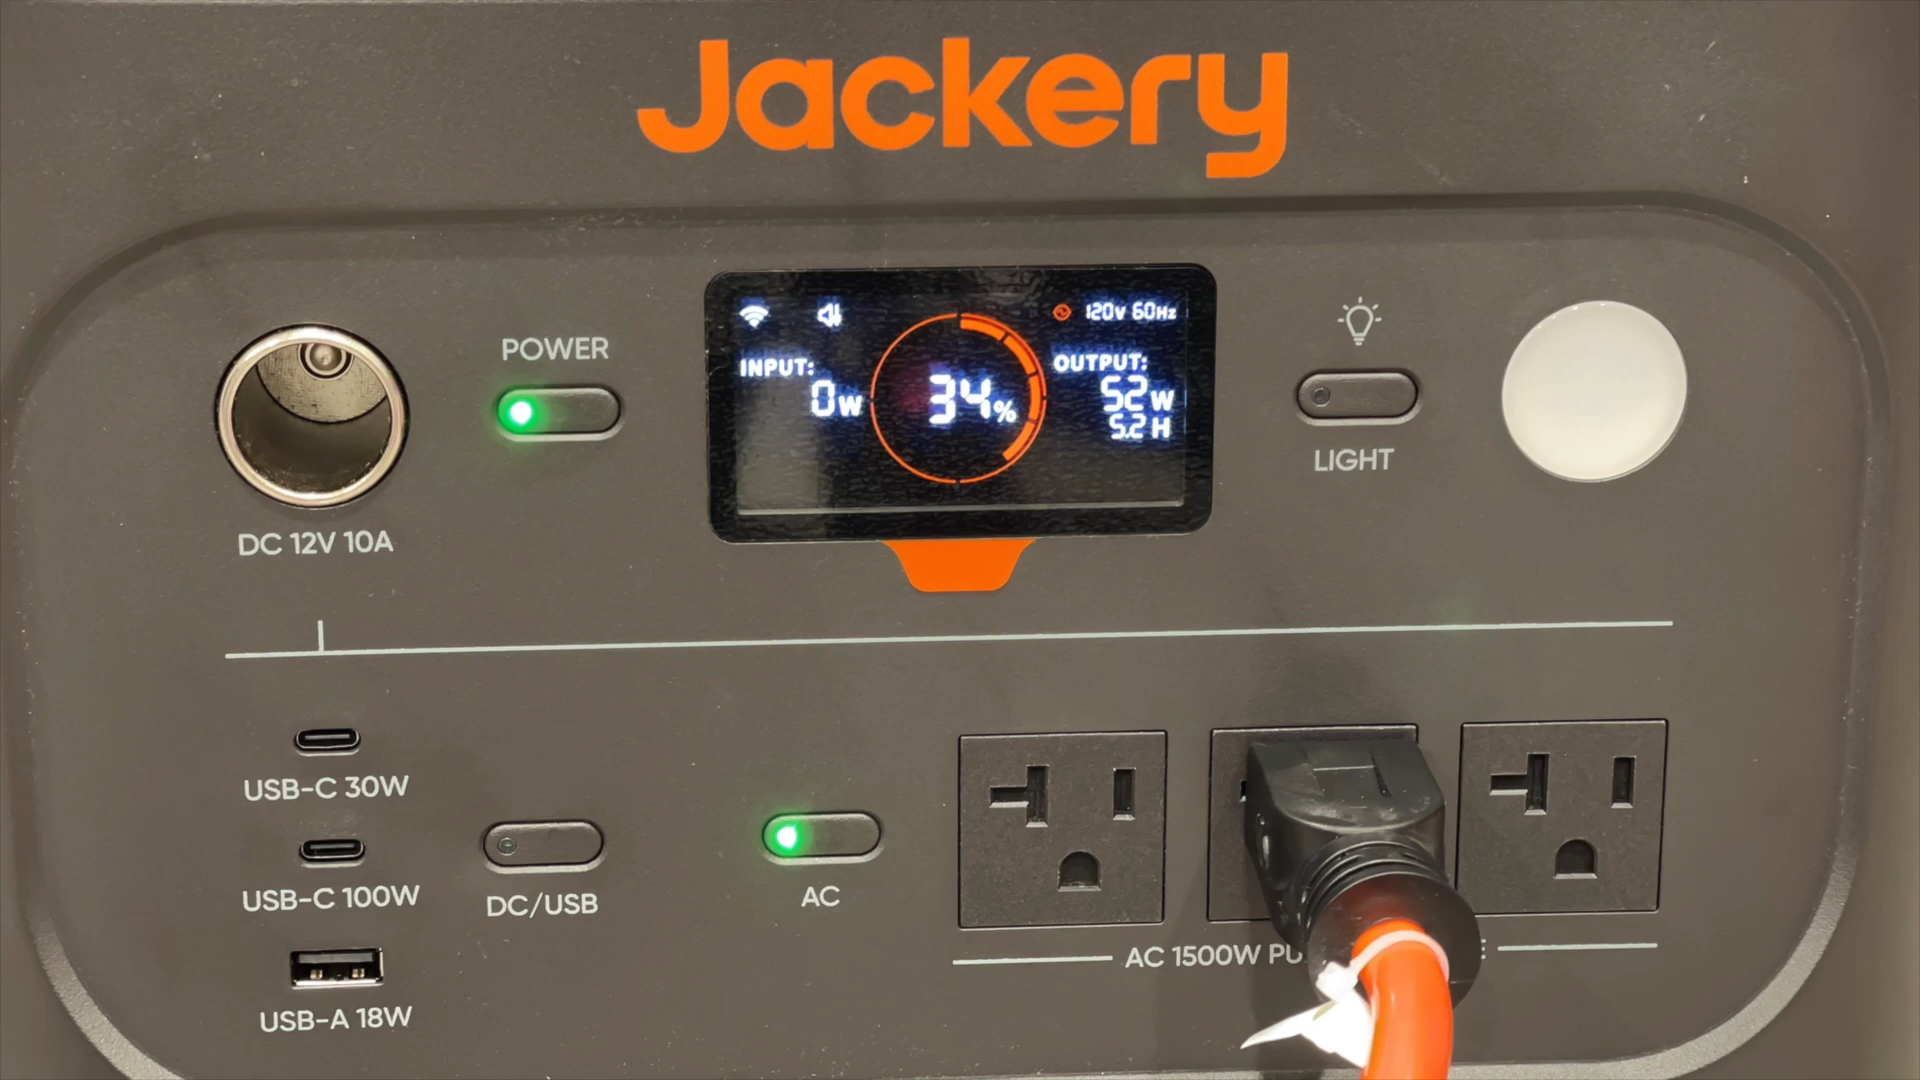 Jackery
POWER
120V 60Hz
INPUT:
0W
34%
OUTPUT:
52W
5.2 H
LIGHT
DC 12V 10A
USB-C 30W
USB-C 100W
DC/USB
AC
USB-A 18W
AC 1500W